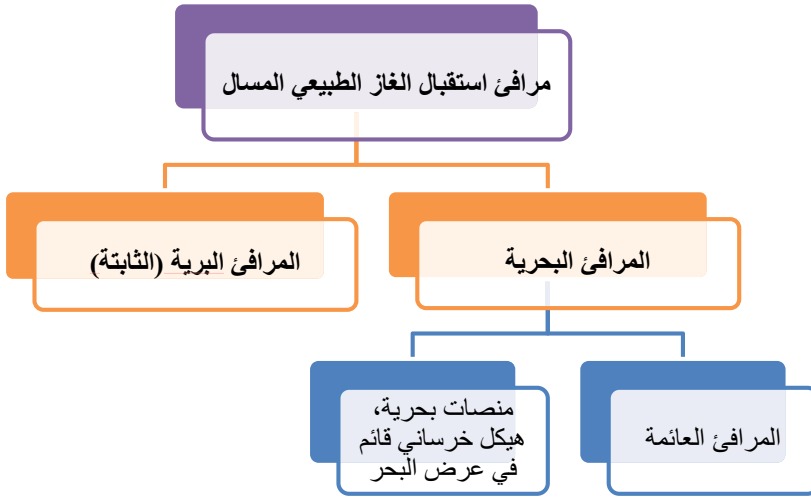 مرافئ استقبال الغاز الطبيعي المسال
المرافئ البحرية
المرافئ البرية (الثابتة)
المرافئ العائمة
منصات بحرية،
هيكل خرساني قائم
في عرض البحر